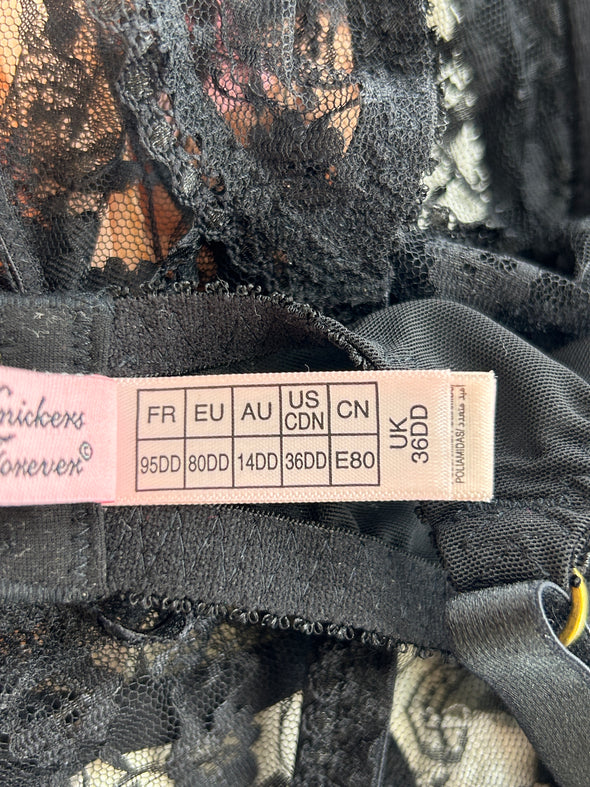 Knickers
Forever©
FR EU AU US CDN CN
95DD 80DD 14DD 36DD E80
UK
36DD
POLIAMIDAS/